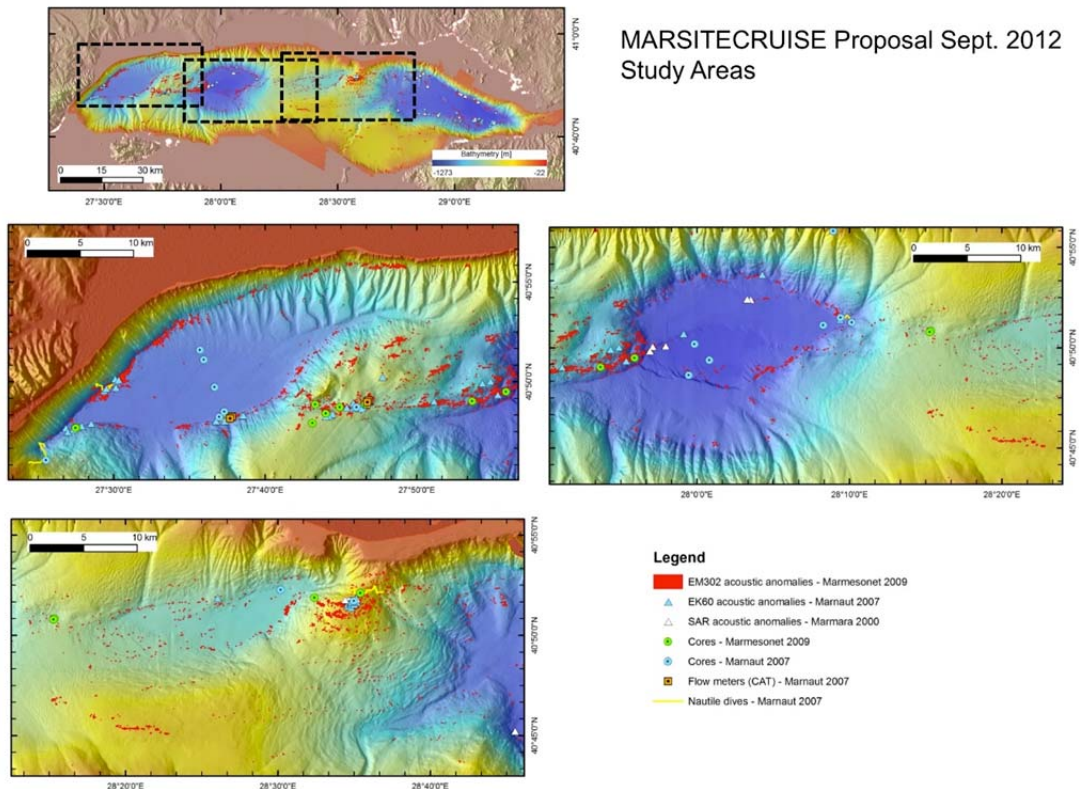 MARSITECRUISE Proposal Sept. 2012
Study Areas
41°0'0"N
40°40'0"N
Bathymetry [m]
-1273 -22
0 15 30 km
27°30'0"E 28°0'0"E 28°30'0"E 29°0'0"E
0 5 10 km
40°55'0"N
40°50'0"N
27°30'0"E 27°40'0"E 27°50'0"E
0 5 10 km
40°55'0"N
40°50'0"N
40°45'0"N
28°0'0"E 28°10'0"E 28°20'0"E
0 5 10 km
40°55'0"N
40°50'0"N
40°45'0"N
28°20'0"E 28°30'0"E 28°40'0"E
Legend
EM302 acoustic anomalies - Marmesonet 2009
EK60 acoustic anomalies - Marnaut 2007
SAR acoustic anomalies - Marmara 2000
Cores - Marmesonet 2009
Cores - Marnaut 2007
Flow meters (CAT) - Marnaut 2007
Nautile dives - Marnaut 2007